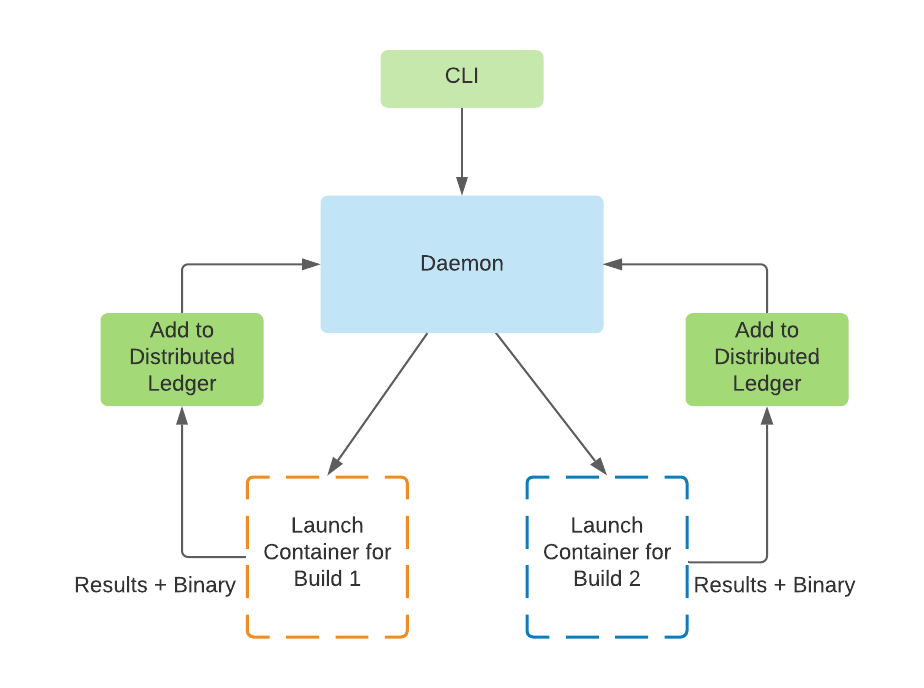 CLI
Daemon
Add to
Distributed
Ledger
Add to
Distributed
Ledger
Launch
Container for
Build 1
Launch
Container for
Build 2
Results + Binary
Results + Binary